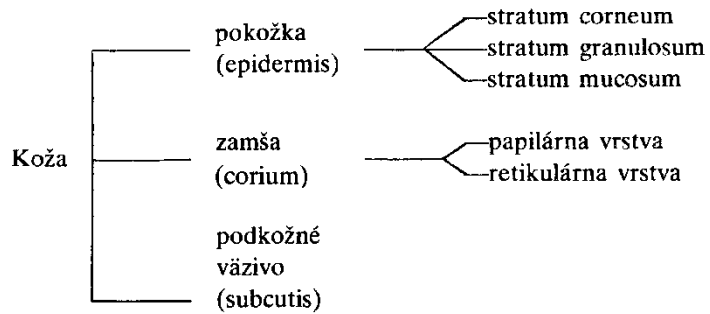 Koža
pokožka
(epidermis)
stratum corneum
stratum granulosum
stratum mucosum
zamša
(corium)
papilárna vrstva
retikulárna vrstva
podkožné
väzivo
(subcutis)